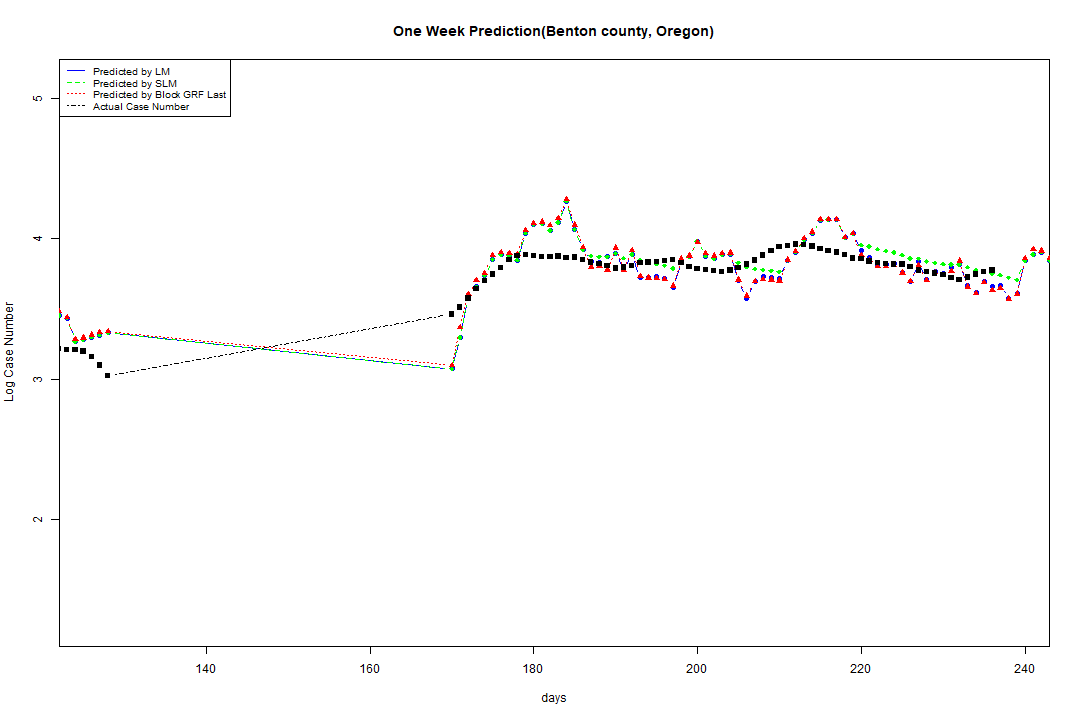 One Week Prediction(Benton county, Oregon)
Predicted by LM
Predicted by SLM
Predicted by Block GRF Last
Actual Case Number
5
4
3
2
Log Case Number
140 160 180 200 220 240
days